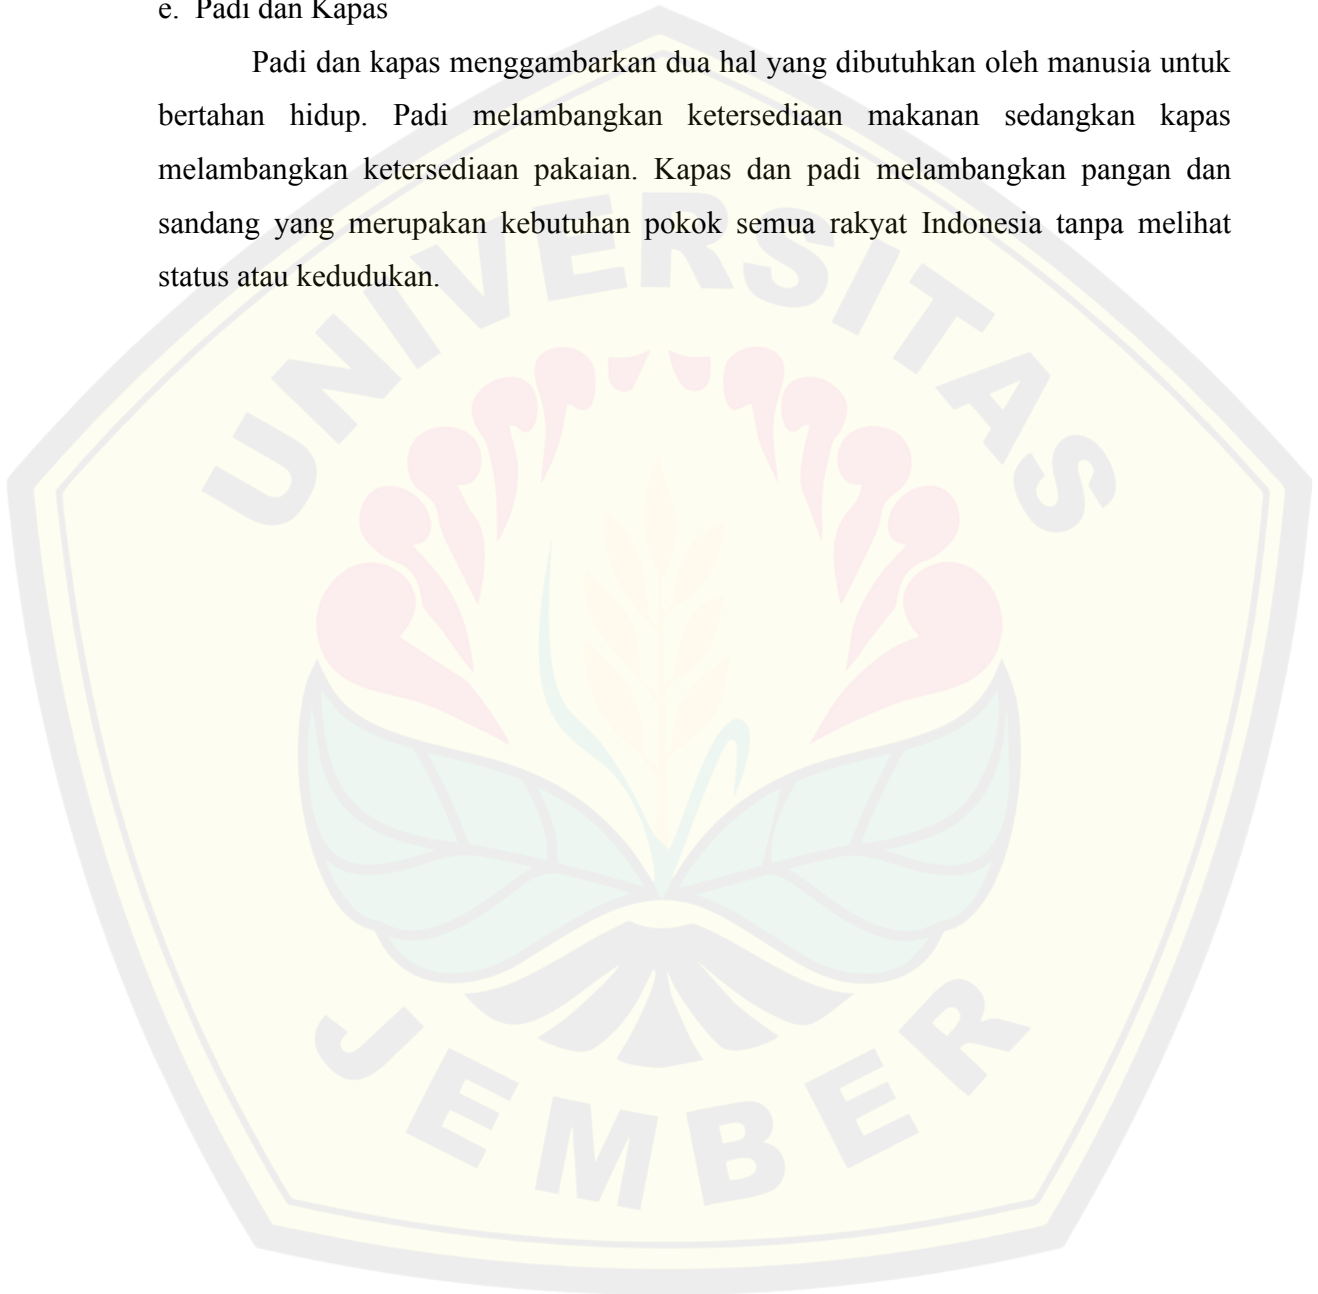 e. Padi dan Kapas
Padi dan kapas menggambarkan dua hal yang dibutuhkan oleh manusia untuk
bertahan hidup. Padi melambangkan ketersediaan makanan sedangkan kapas
melambangkan ketersediaan pakaian. Kapas dan padi melambangkan pangan dan
sandang yang merupakan kebutuhan pokok semua rakyat Indonesia tanpa melihat
status atau kedudukan.
UNIVERSITAS
JEMBER